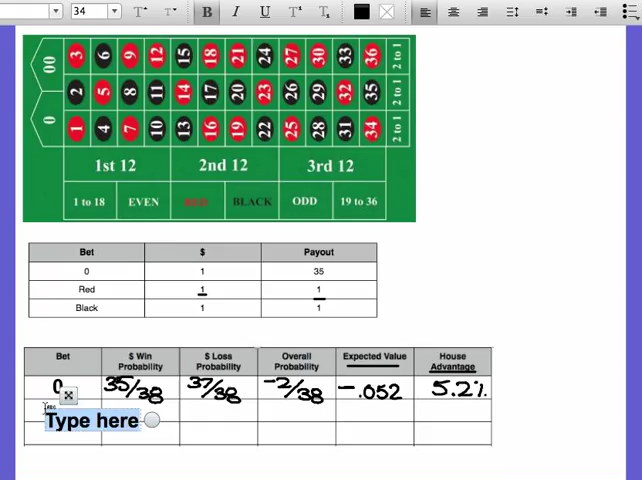 34 T T B I U T¹ T₁
00 3 6 9 12 15 18 21 24 27 30 33 36 2 to 1
2 5 8 11 14 17 20 23 26 29 32 35 2 to 1
0 1 4 7 10 13 16 19 22 25 28 31 34 2 to 1
1st 12 2nd 12 3rd 12
1 to 18 EVEN RED BLACK ODD 19 to 36
Bet $ Payout
0 1 35
Red 1 1
Black 1 1
Bet $ Win Probability $ Loss Probability Overall Probability Expected Value House Advantage
0 35/38 37/38 -2/38 -.052 5.2%
ABC
Type here